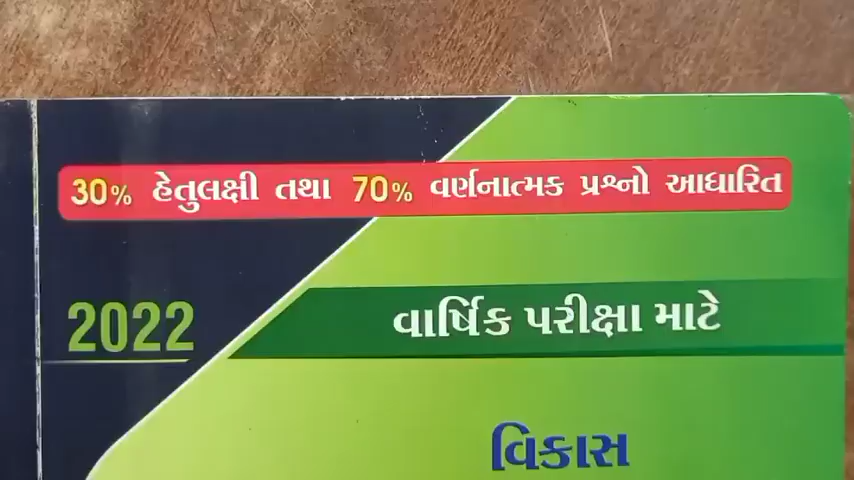 30% હેતુલક્ષી તથા 70% વર્ણનાત્મક પ્રશ્નો આધારિત
2022
વાર્ષિક પરીક્ષા માટે
વિકાસ